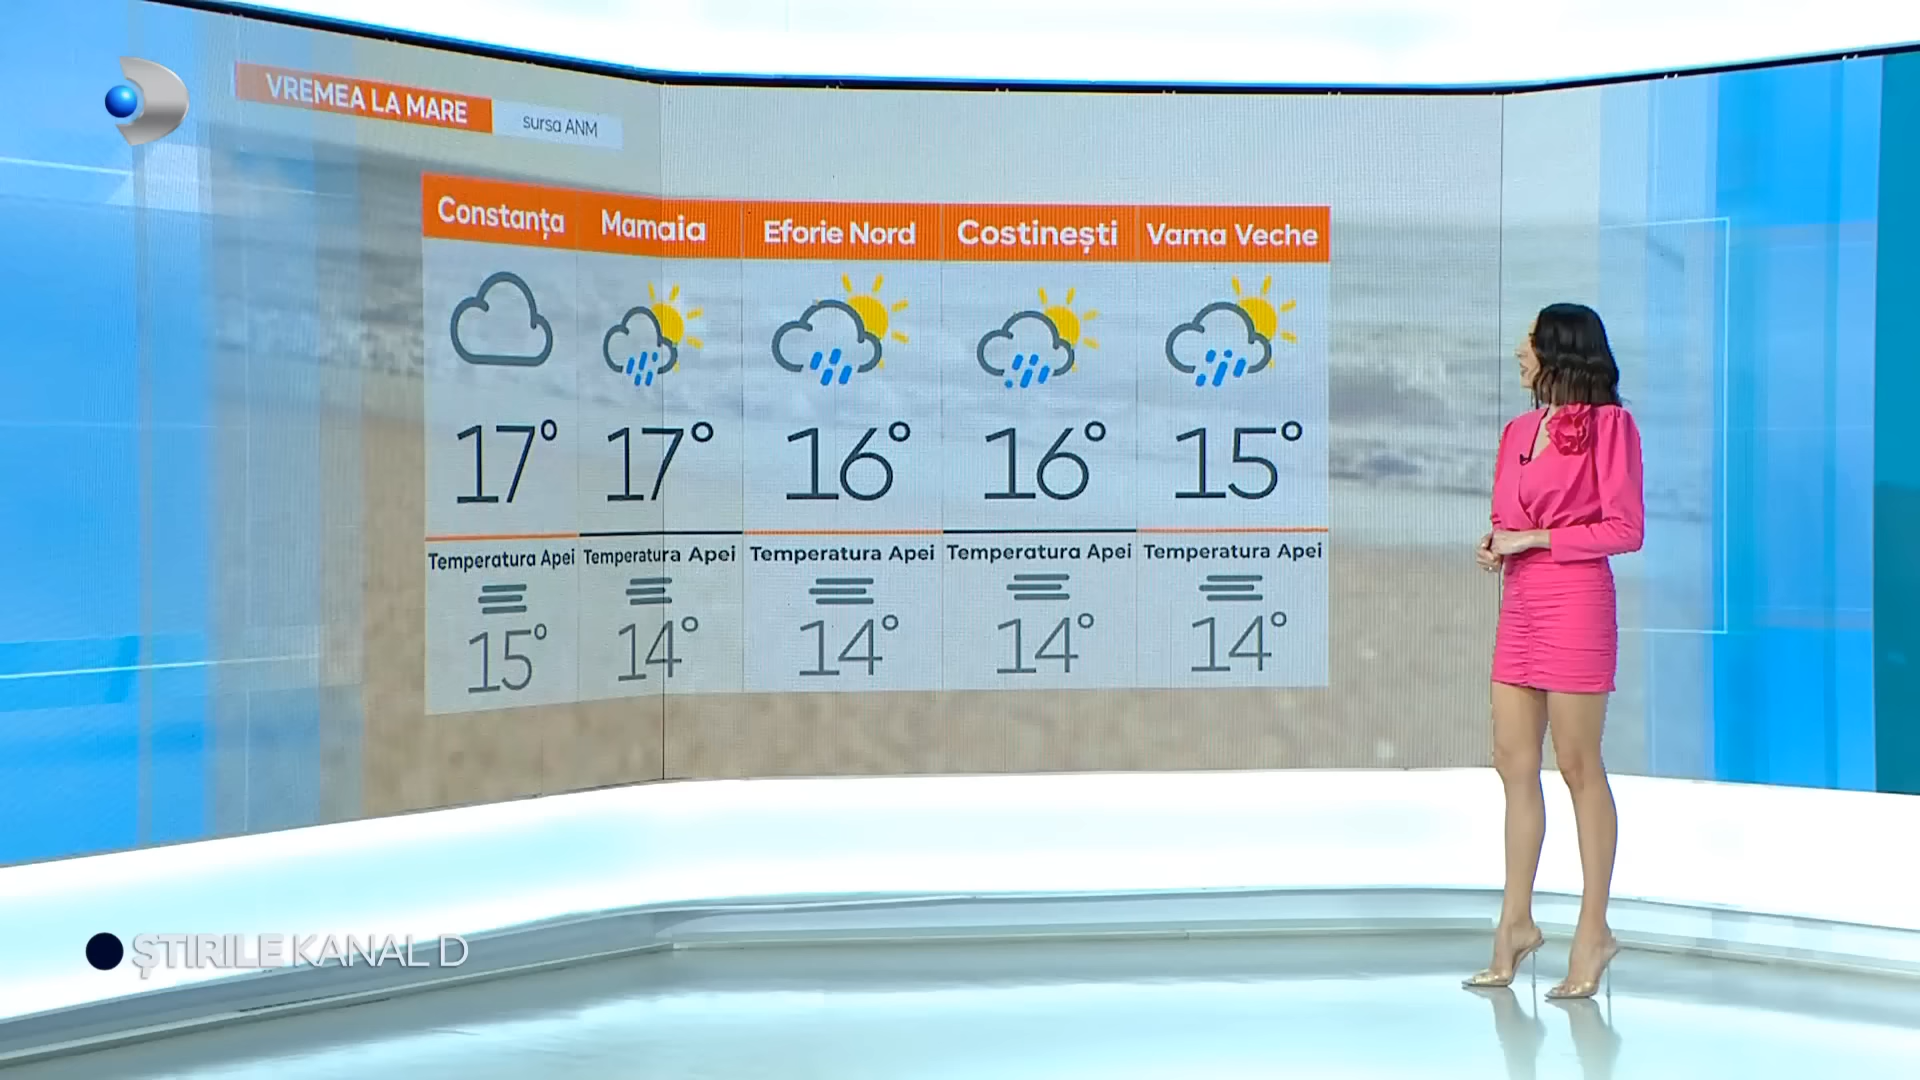 VREMEA LA MARE
sursa ANM
Constanța Mamaia Eforie Nord Costinești Vama Veche
17° 17° 16° 16° 15°
Temperatura Apei Temperatura Apei Temperatura Apei Temperatura Apei Temperatura Apei
15° 14° 14° 14° 14°
ȘTIRILE KANAL D